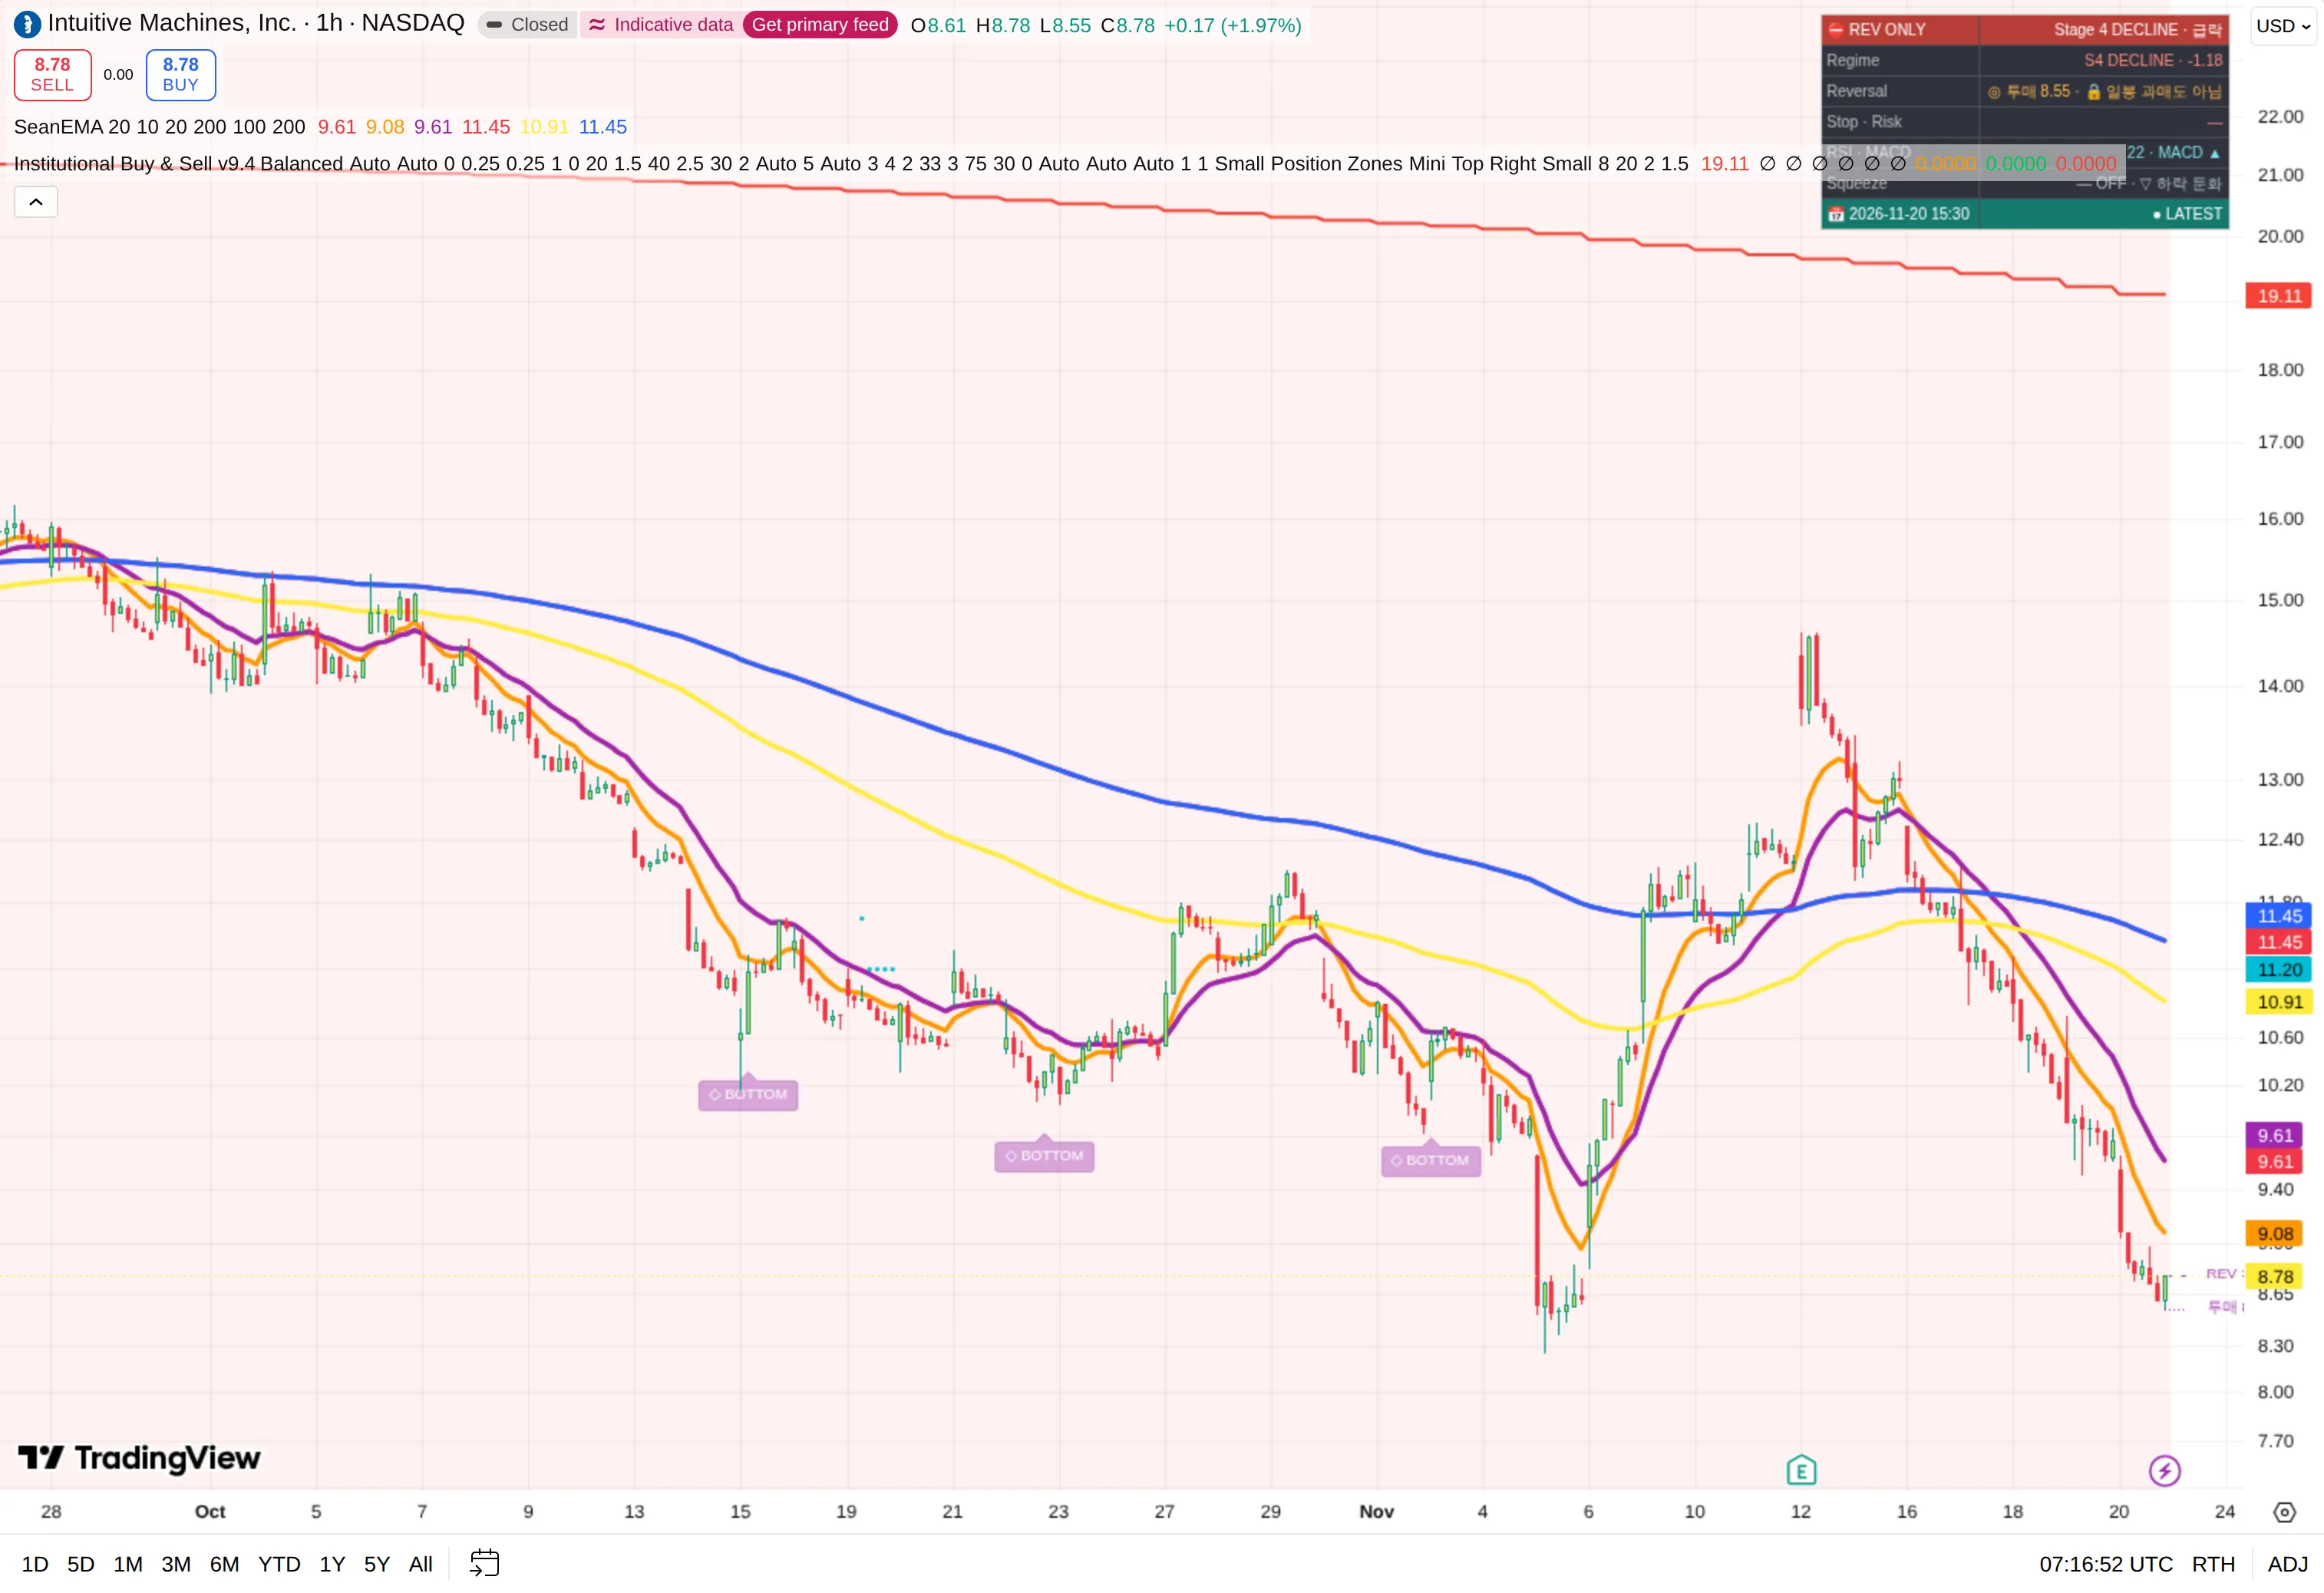 Intuitive Machines, Inc. · 1h · NASDAQ Closed Indicative data Get primary feed O8.61 H8.78 L8.55 C8.78 +0.17 (+1.97%)
8.78 SELL 0.00 8.78 BUY
SeanEMA 20 10 20 200 100 200 9.61 9.08 9.61 11.45 10.91 11.45
Institutional Buy & Sell v9.4 Balanced Auto Auto 0 0.25 0.25 1 0 20 1.5 40 2.5 30 2 Auto 5 Auto 3 4 2 33 3 75 30 0 Auto Auto Auto 1 1 Small Position Zones Mini Top Right Small 8 20 2 1.5 19.11 ∅ ∅ ∅ ∅ ∅ ∅ 0.0000 0.0000 0.0000
⛔ REV ONLY Stage 4 DECLINE · 급락
Regime S4 DECLINE · -1.18
Reversal ◎ 투매 8.55 · 🔒 일봉 과매도 아님
Stop · Risk —
RSI · MACD 22 · MACD ▲
Squeeze — OFF · ▽ 하락 둔화
📅 2026-11-20 15:30 ● LATEST
USD
22.00
21.00
20.00
19.11
18.00
17.00
16.00
15.00
14.00
13.00
12.40
11.80
11.45
11.45
11.20
10.91
10.60
10.20
9.61
9.61
9.40
9.08
REV : 8.78
8.65
투매
8.30
8.00
7.70
◇ BOTTOM
◇ BOTTOM
◇ BOTTOM
E
TradingView
28 Oct 5 7 9 13 15 19 21 23 27 29 Nov 4 6 10 12 16 18 20 24
1D 5D 1M 3M 6M YTD 1Y 5Y All 07:16:52 UTC RTH ADJ